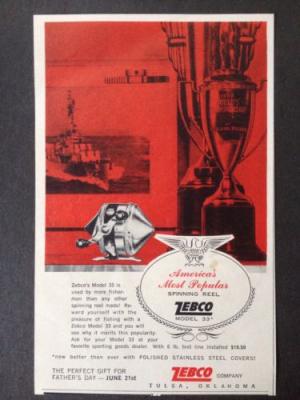 America's
Most Popular
SPINNING REEL
ZEBCO
MODEL 33*
Zebco's Model 33 is
used by more fisher-
men than any other
spinning reel made! Re-
ward yourself with the
pleasure of fishing with a
Zebco Model 33 and you will
see why it merits this popularity.
Ask for your Model 33 at your
favorite sporting goods dealer. With 6 lb. test line installed $19.50
*now better than ever with POLISHED STAINLESS STEEL COVERS!
THE PERFECT GIFT FOR
FATHER'S DAY — JUNE 21st
ZEBCO COMPANY
TULSA, OKLAHOMA